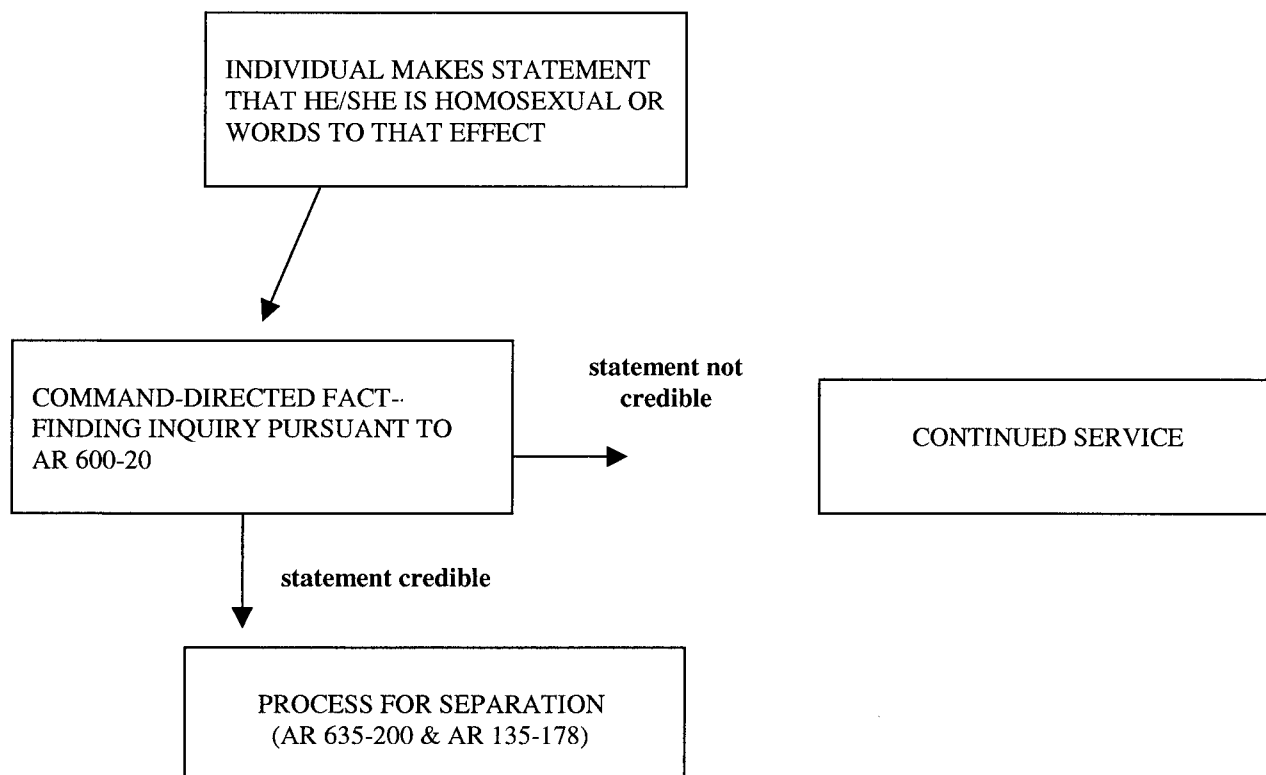 INDIVIDUAL MAKES STATEMENT
THAT HE/SHE IS HOMOSEXUAL OR
WORDS TO THAT EFFECT
COMMAND-DIRECTED FACT-
FINDING INQUIRY PURSUANT TO
AR 600-20
statement not
credible
CONTINUED SERVICE
statement credible
PROCESS FOR SEPARATION
(AR 635-200 & AR 135-178)